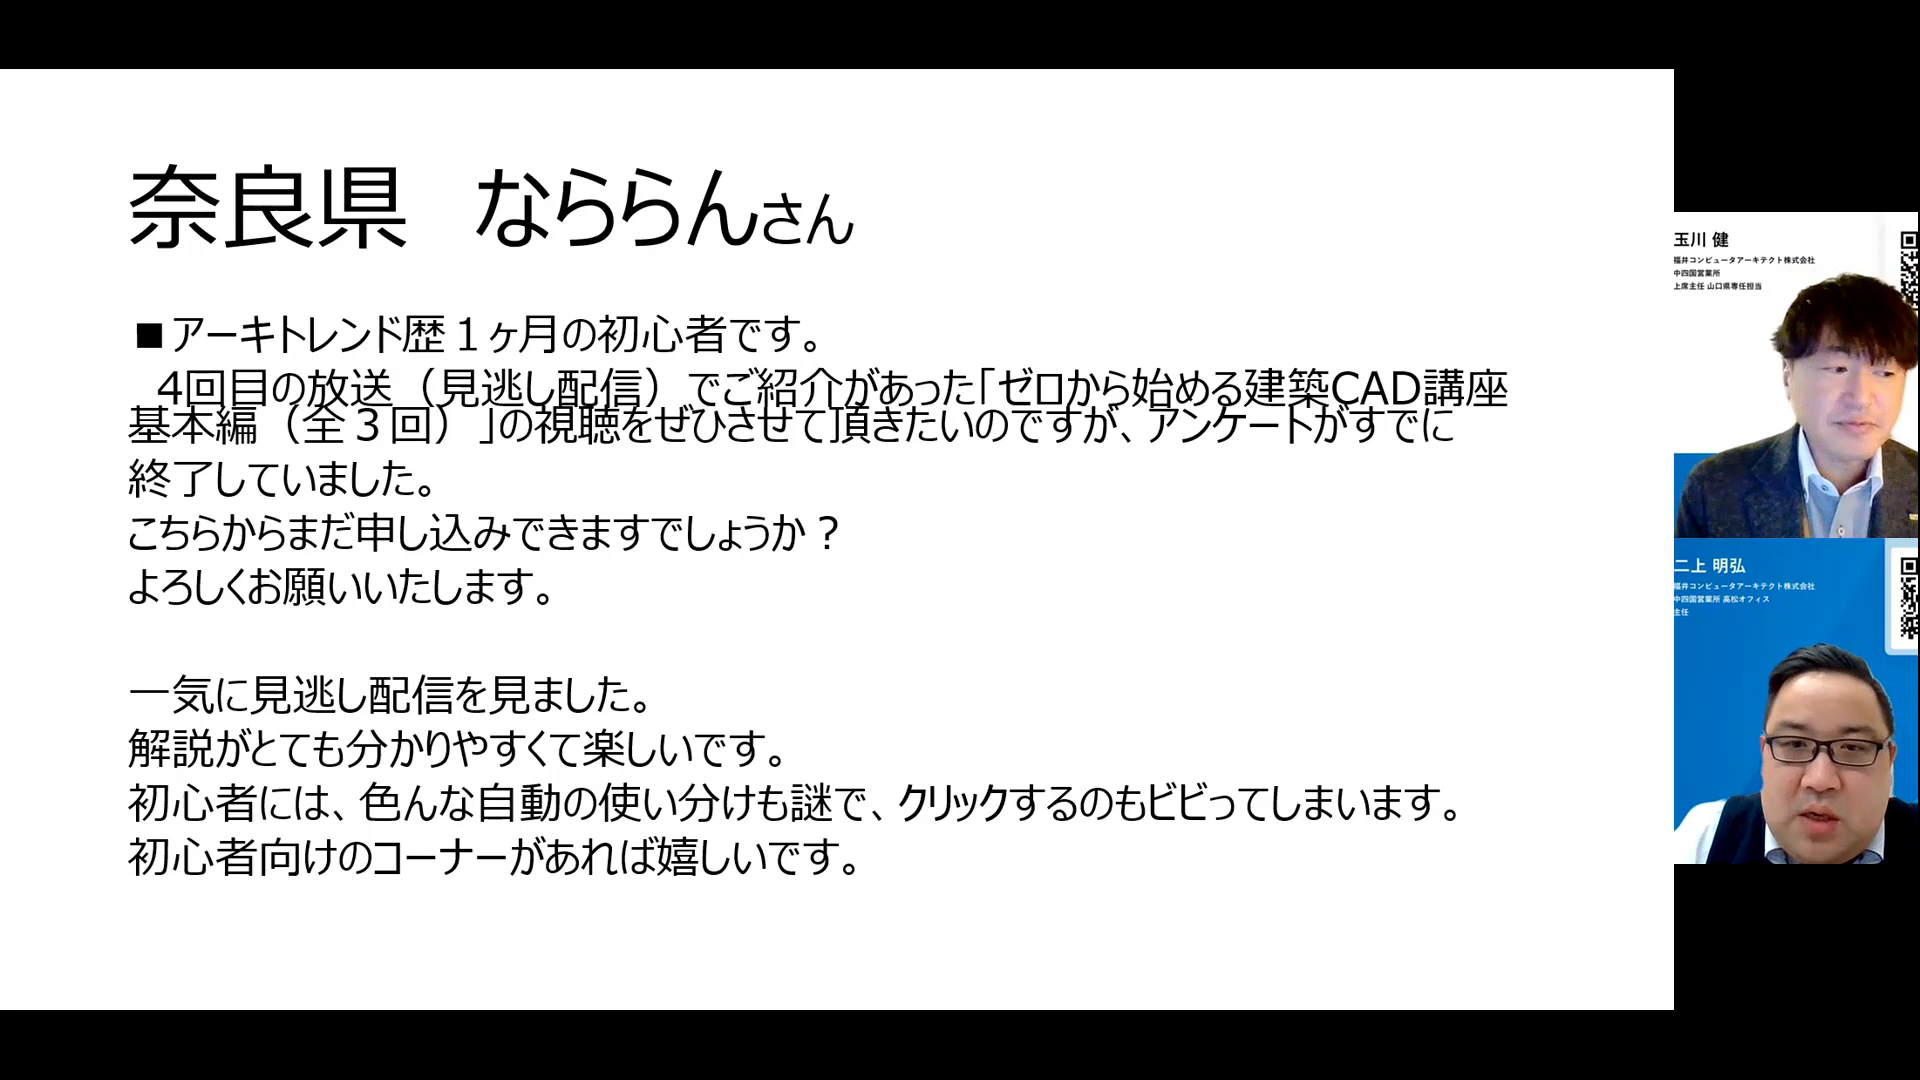 奈良県　なららんさん
■アーキトレンド歴１ヶ月の初心者です。
4回目の放送（見逃し配信）でご紹介があった「ゼロから始める建築CAD講座
基本編（全３回）」の視聴をぜひさせて頂きたいのですが、アンケートがすでに
終了していました。
こちらからまだ申し込みできますでしょうか？
よろしくお願いいたします。
一気に見逃し配信を見ました。
解説がとても分かりやすくて楽しいです。
初心者には、色んな自動の使い分けも謎で、クリックするのもビビってしまいます。
初心者向けのコーナーがあれば嬉しいです。
玉川 健
福井コンピュータアーキテクト株式会社
中四国営業所
上席主任 山口県専任担当
二上 明弘
福井コンピュータアーキテクト株式会社
中四国営業所 高松オフィス
主任